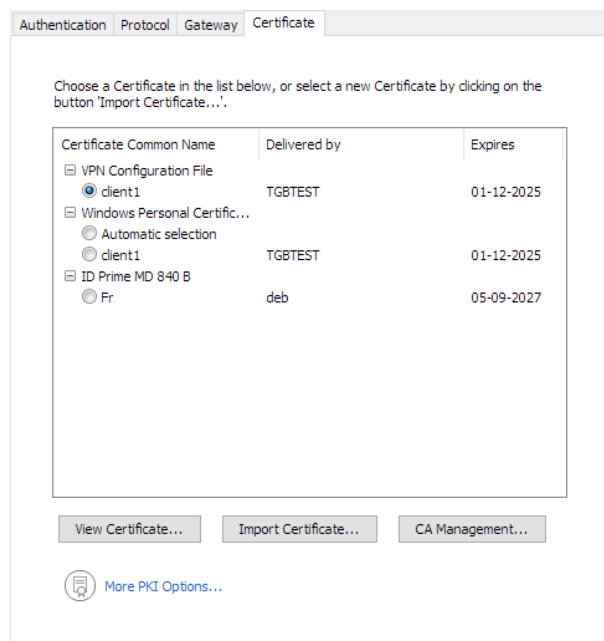 Authentication Protocol Gateway Certificate
Choose a Certificate in the list below, or select a new Certificate by clicking on the
button 'Import Certificate...'.
Certificate Common Name Delivered by Expires
VPN Configuration File
client1 TGBTEST 01-12-2025
Windows Personal Certific...
Automatic selection
client1 TGBTEST 01-12-2025
ID Prime MD 840 B
Fr deb 05-09-2027
View Certificate... Import Certificate... CA Management...
More PKI Options...